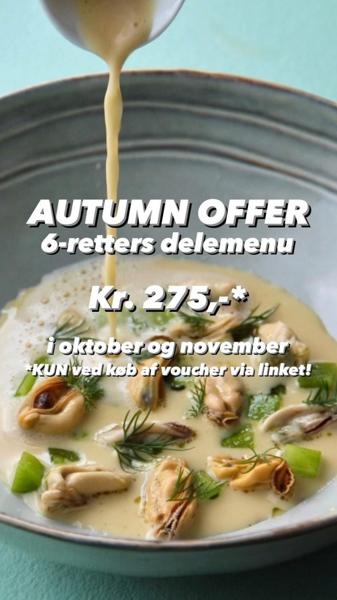 AUTUMN OFFER
6-retters delemenu
Kr. 275,-*
i oktober og november
*KUN ved køb af voucher via linket!